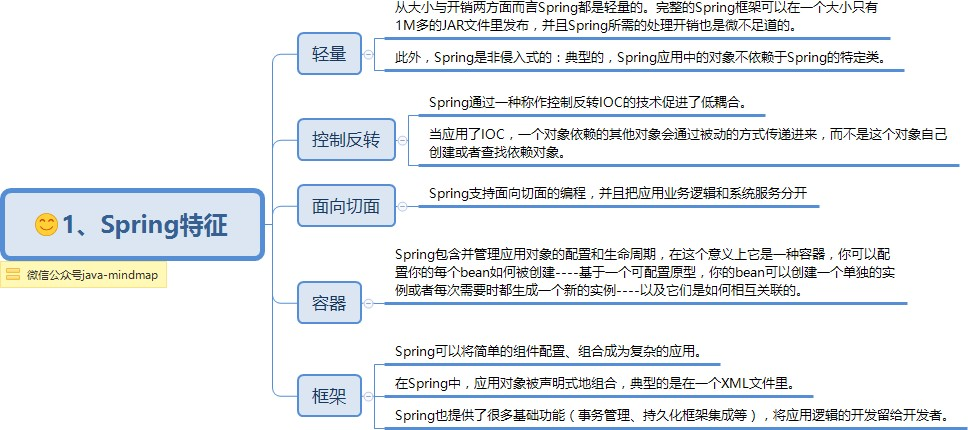 1、Spring特征
微信公众号java-mindmap
轻量
从大小与开销两方面而言Spring都是轻量的。完整的Spring框架可以在一个大小只有
1M多的JAR文件里发布，并且Spring所需的处理开销也是微不足道的。
此外，Spring是非侵入式的：典型的，Spring应用中的对象不依赖于Spring的特定类。
控制反转
Spring通过一种称作控制反转IOC的技术促进了低耦合。
当应用了IOC，一个对象依赖的其他对象会通过被动的方式传递进来，而不是这个对象自己
创建或者查找依赖对象。
面向切面
Spring支持面向切面的编程，并且把应用业务逻辑和系统服务分开
容器
Spring包含并管理应用对象的配置和生命周期，在这个意义上它是一种容器，你可以配
置你的每个bean如何被创建----基于一个可配置原型，你的bean可以创建一个单独的实
例或者每次需要时都生成一个新的实例----以及它们是如何相互关联的。
框架
Spring可以将简单的组件配置、组合成为复杂的应用。
在Spring中，应用对象被声明式地组合，典型的是在一个XML文件里。
Spring也提供了很多基础功能（事务管理、持久化框架集成等），将应用逻辑的开发留给开发者。